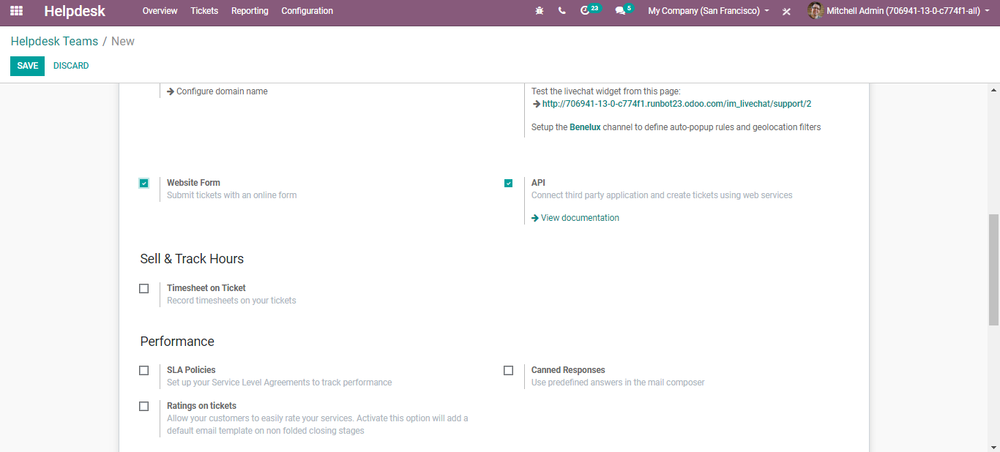 Helpdesk Overview Tickets Reporting Configuration 23 5 My Company (San Francisco) Mitchell Admin (706941-13-0-c774f1-all)
Helpdesk Teams / New
SAVE DISCARD
Configure domain name
Test the livechat widget from this page:
http://706941-13-0-c774f1.runbot23.odoo.com/im_livechat/support/2
Setup the Benelux channel to define auto-popup rules and geolocation filters
Website Form
Submit tickets with an online form
API
Connect third party application and create tickets using web services
View documentation
Sell & Track Hours
Timesheet on Ticket
Record timesheets on your tickets
Performance
SLA Policies
Set up your Service Level Agreements to track performance
Canned Responses
Use predefined answers in the mail composer
Ratings on tickets
Allow your customers to easily rate your services. Activate this option will add a
default email template on non folded closing stages